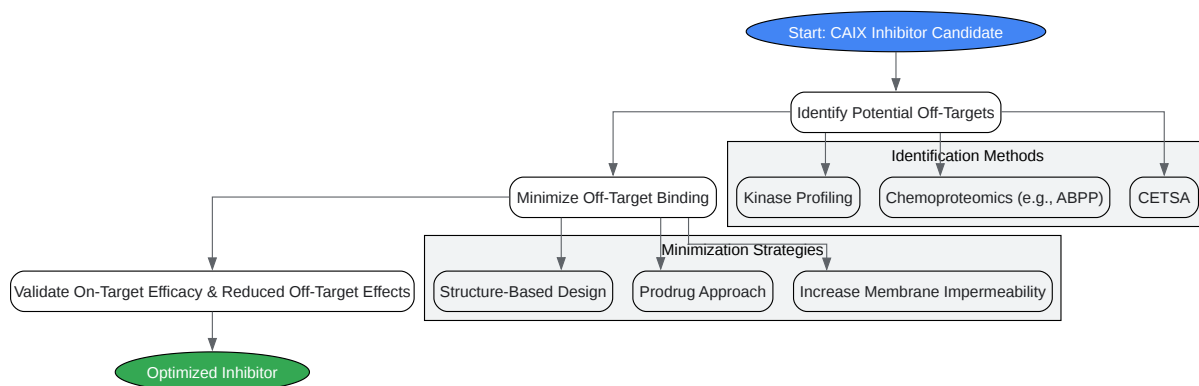 Start: CAIX Inhibitor Candidate
Identify Potential Off-Targets
Identification Methods
Kinase Profiling
Chemoproteomics (e.g., ABPP)
CETSA
Minimize Off-Target Binding
Minimization Strategies
Structure-Based Design
Prodrug Approach
Increase Membrane Impermeability
Validate On-Target Efficacy & Reduced Off-Target Effects
Optimized Inhibitor